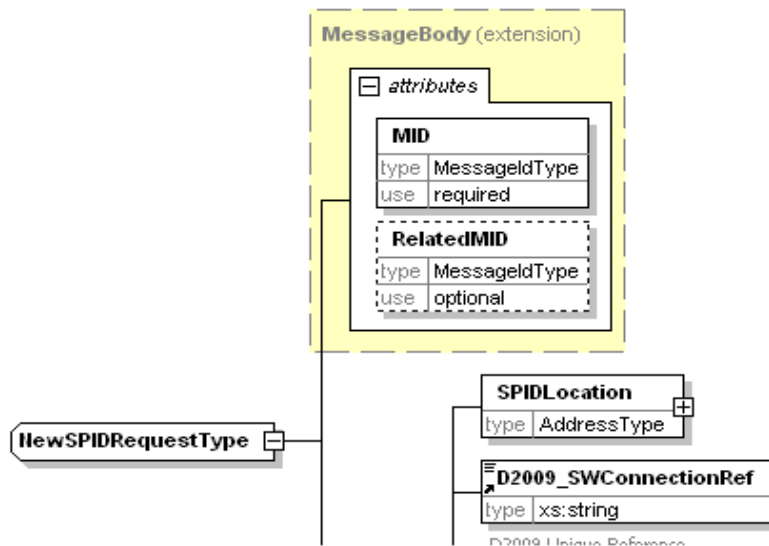 MessageBody (extension)
attributes
MID
type MessageIdType
use required
RelatedMID
type MessageIdType
use optional
SPIDLocation
type AddressType
NewSPIDRequestType
D2009_SWConnectionRef
type xs:string
D2009 Unique Reference